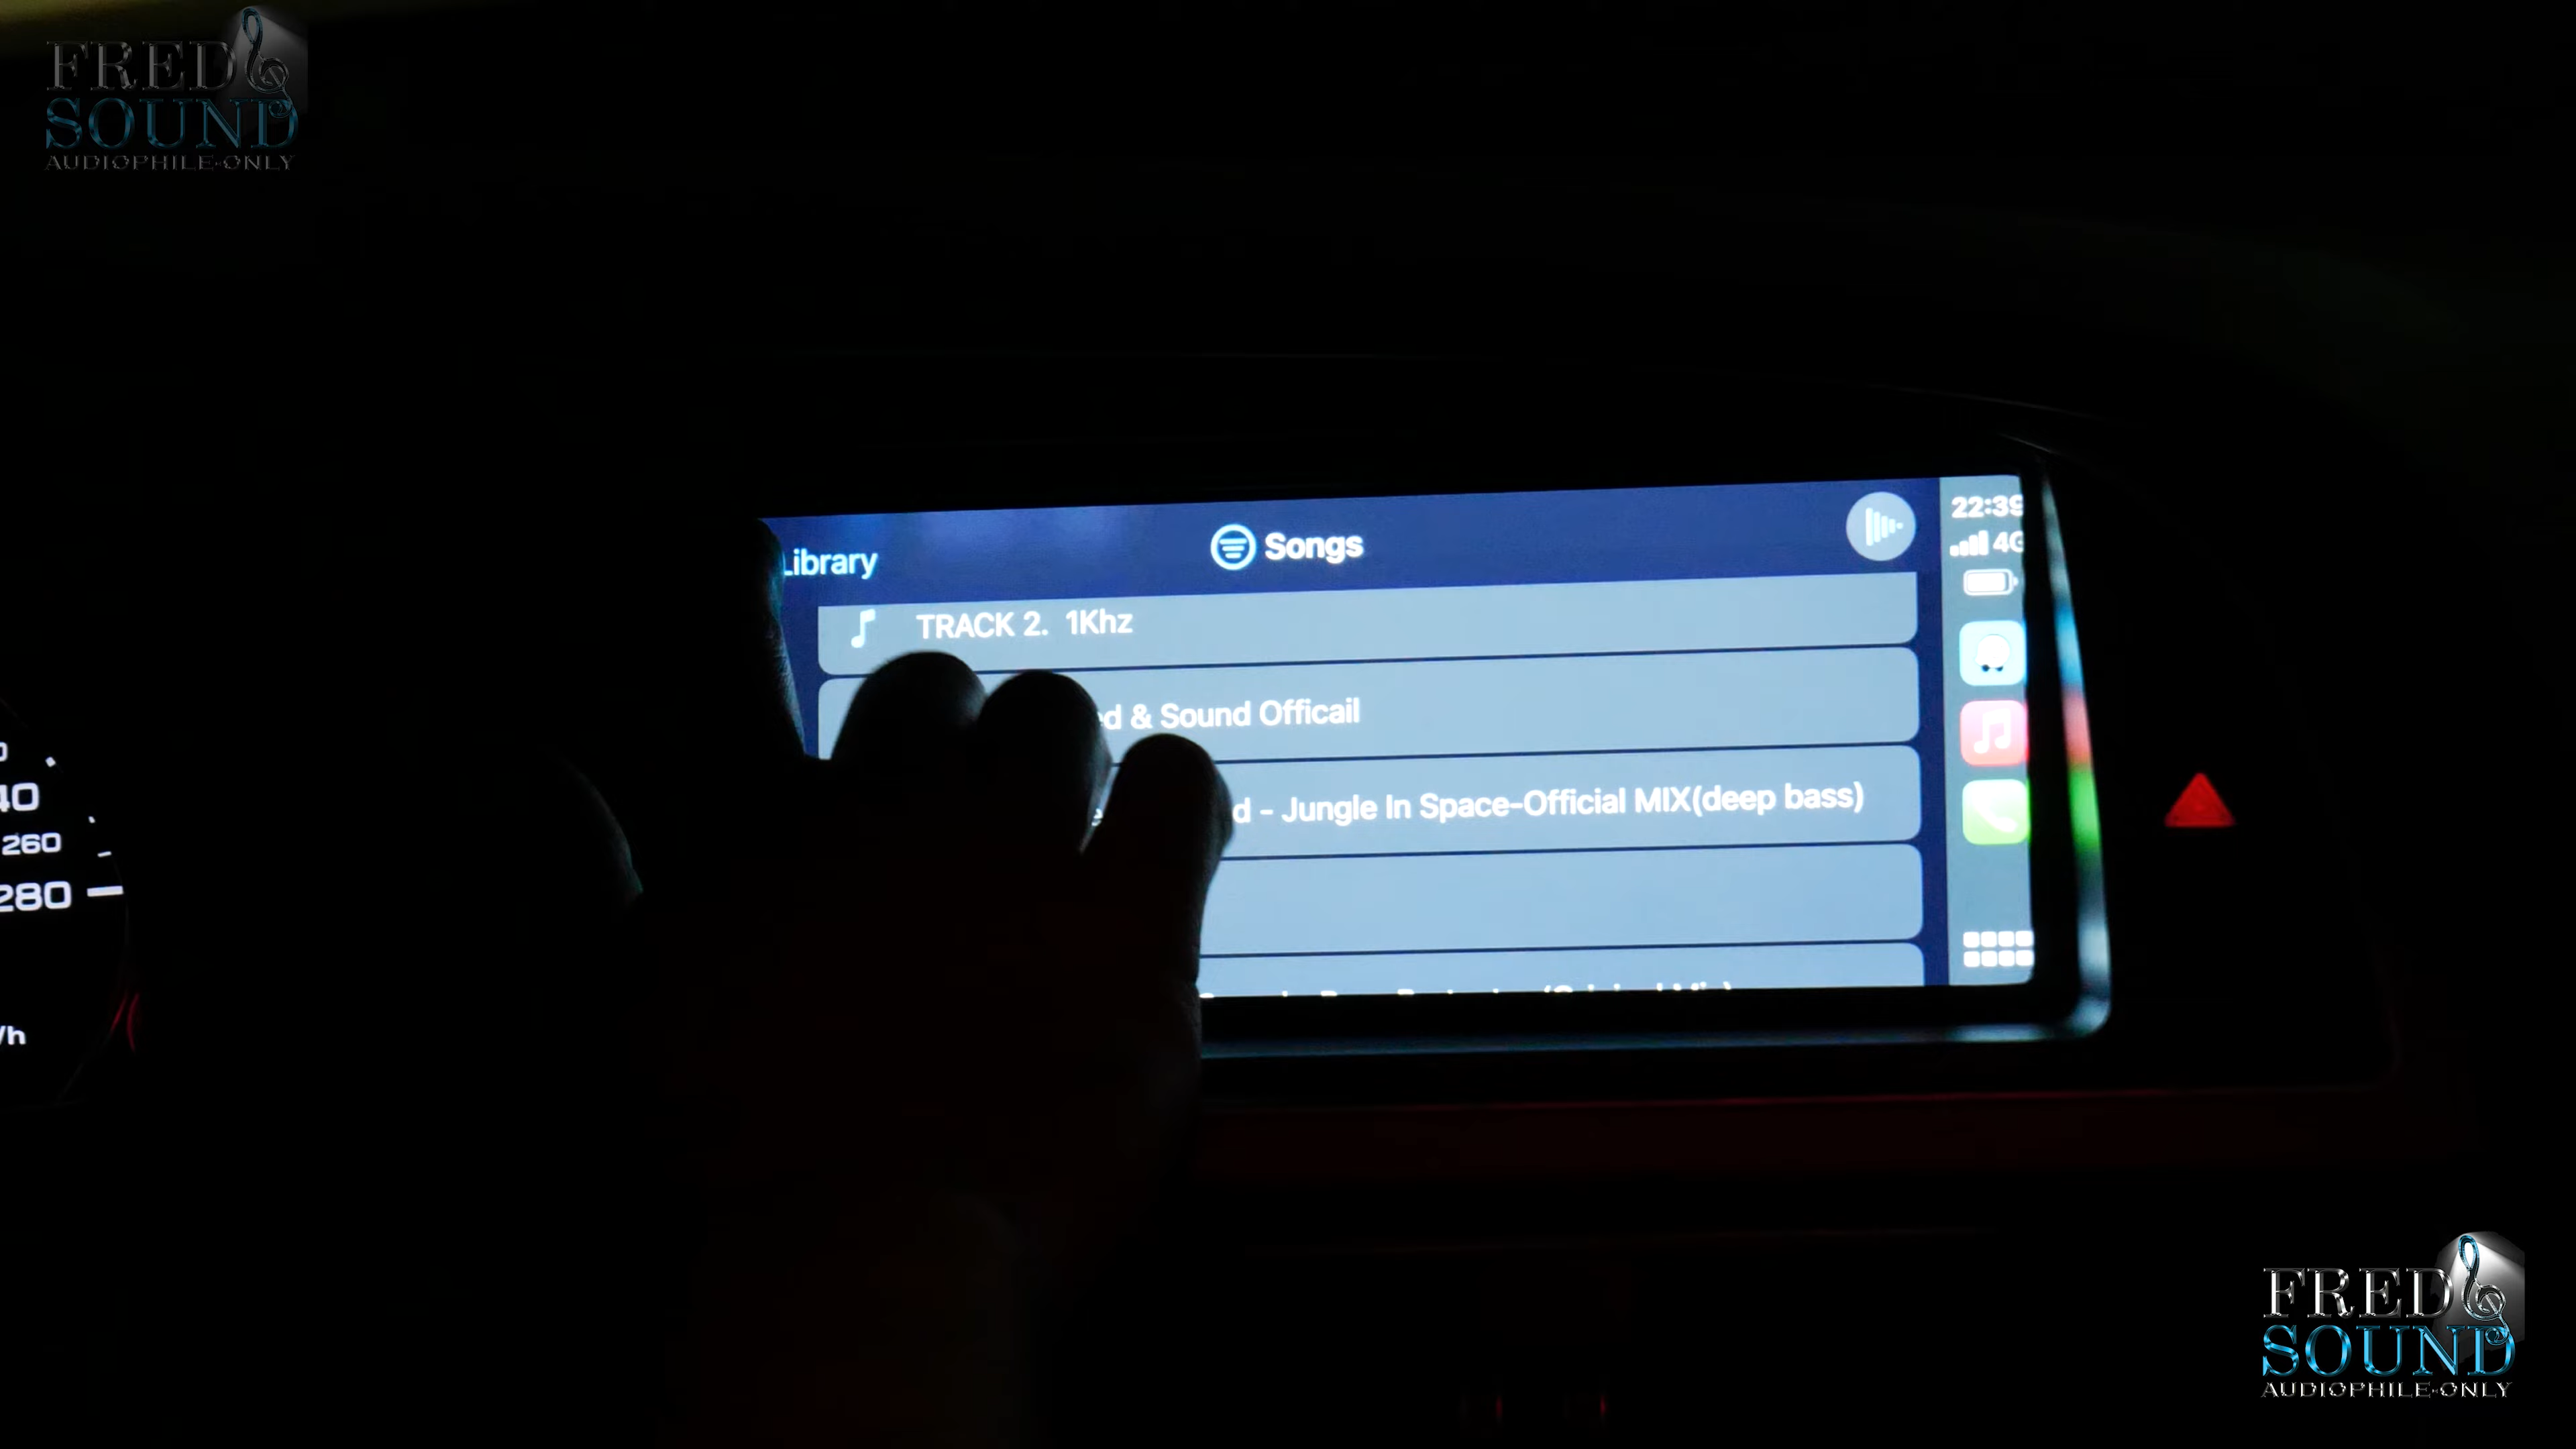 FRED &
SOUND
AUDIOPHILE-ONLY
Library
Songs
22:39
4G
TRACK 2. 1Khz
& Sound Officail
- Jungle In Space-Official MIX(deep bass)
260
280
FRED &
SOUND
AUDIOPHILE-ONLY